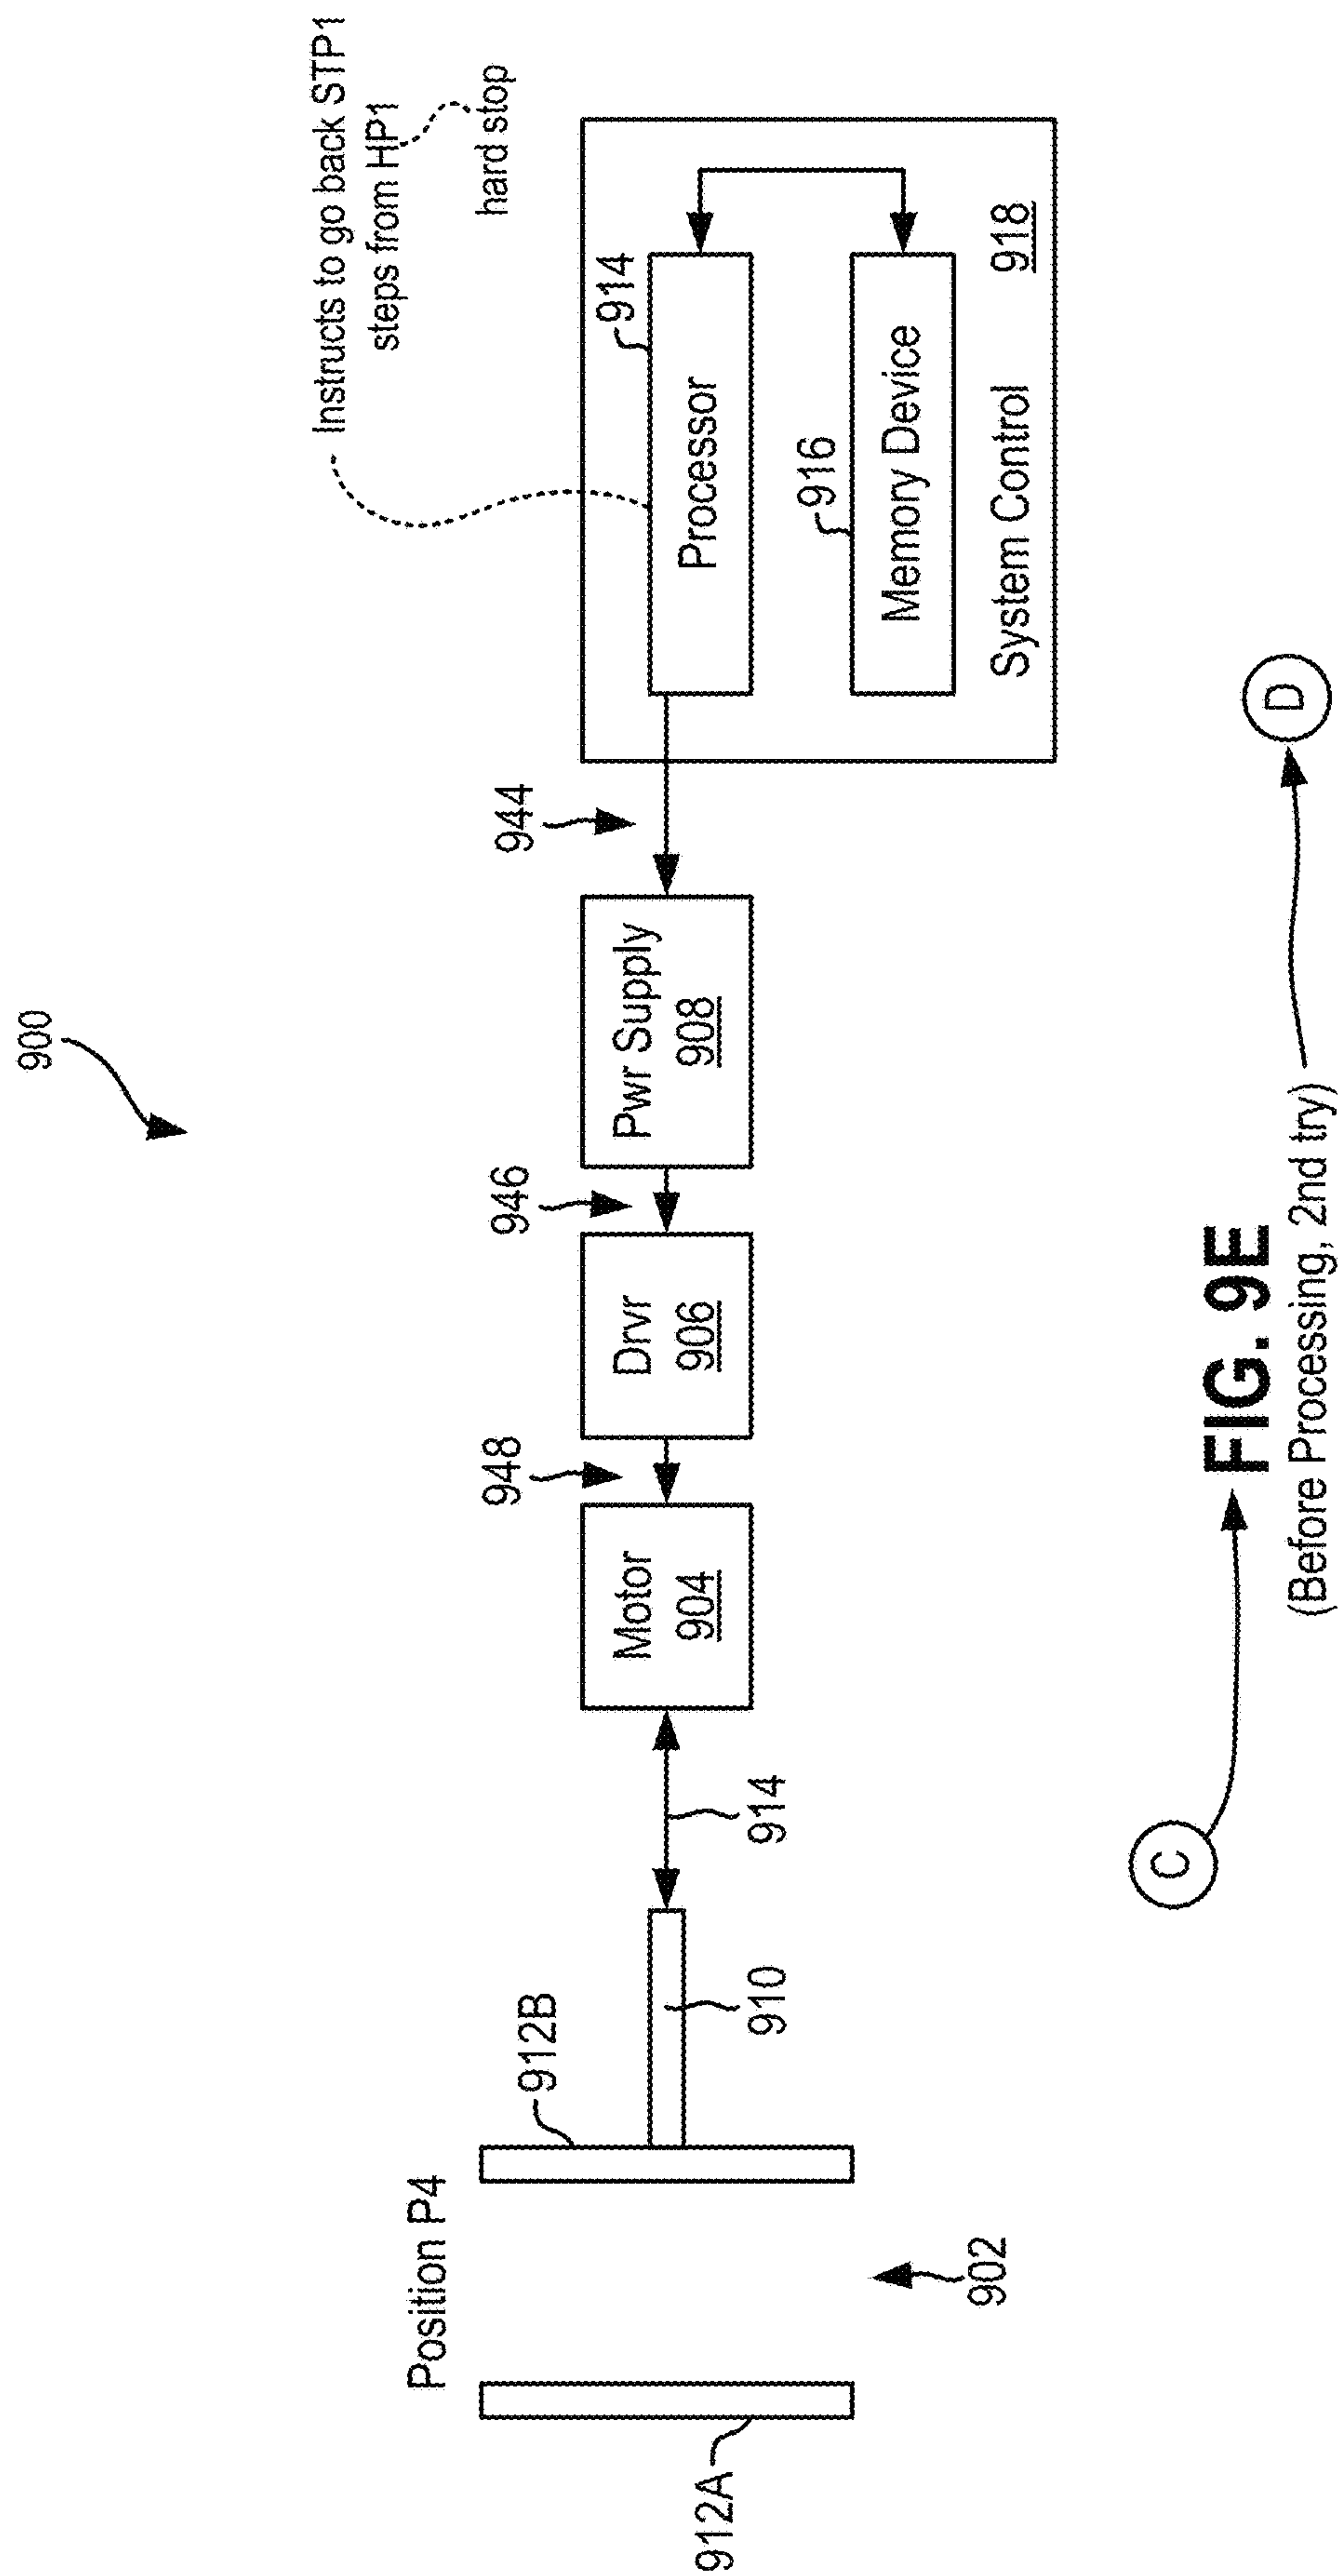 900
Instructs to go back STP1
steps from HP1
hard stop
Position P4
912A
912B
902
910
914
Motor
904
948
Drvr
906
946
Pwr Supply
908
944
914
Processor
916
Memory Device
System Control
918
C
FIG. 9E
(Before Processing, 2nd try)
D